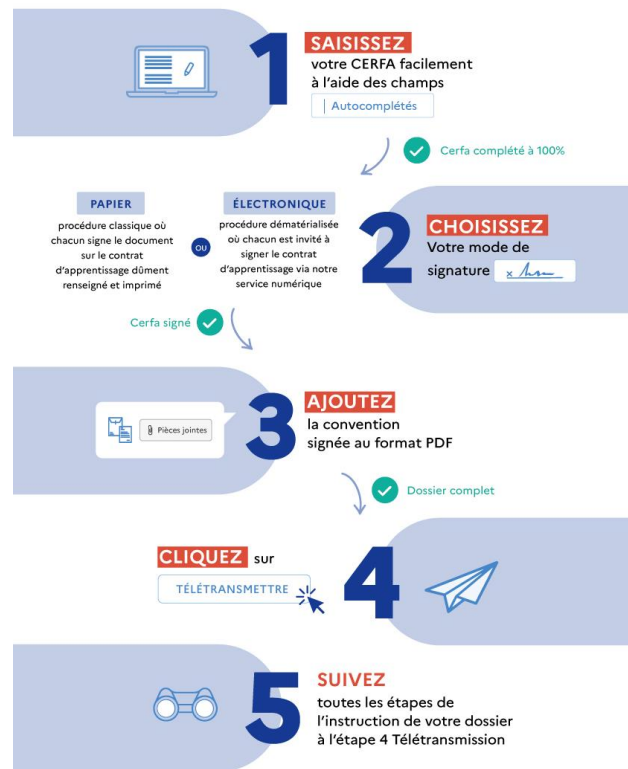 1
SAISISSEZ
votre CERFA facilement
à l'aide des champs
Autocomplétés
Cerfa complété à 100%
PAPIER
procédure classique où
chacun signe le document
sur le contrat
d'apprentissage dûment
renseigné et imprimé
OU
ÉLECTRONIQUE
procédure dématérialisée
où chacun est invité à
signer le contrat
d'apprentissage via notre
service numérique
2
CHOISISSEZ
Votre mode de
signature
Cerfa signé
Pièces jointes
3
AJOUTEZ
la convention
signée au format PDF
Dossier complet
CLIQUEZ sur
TÉLÉTRANSMETTRE
4
5
SUIVEZ
toutes les étapes de
l'instruction de votre dossier
à l'étape 4 Télétransmission